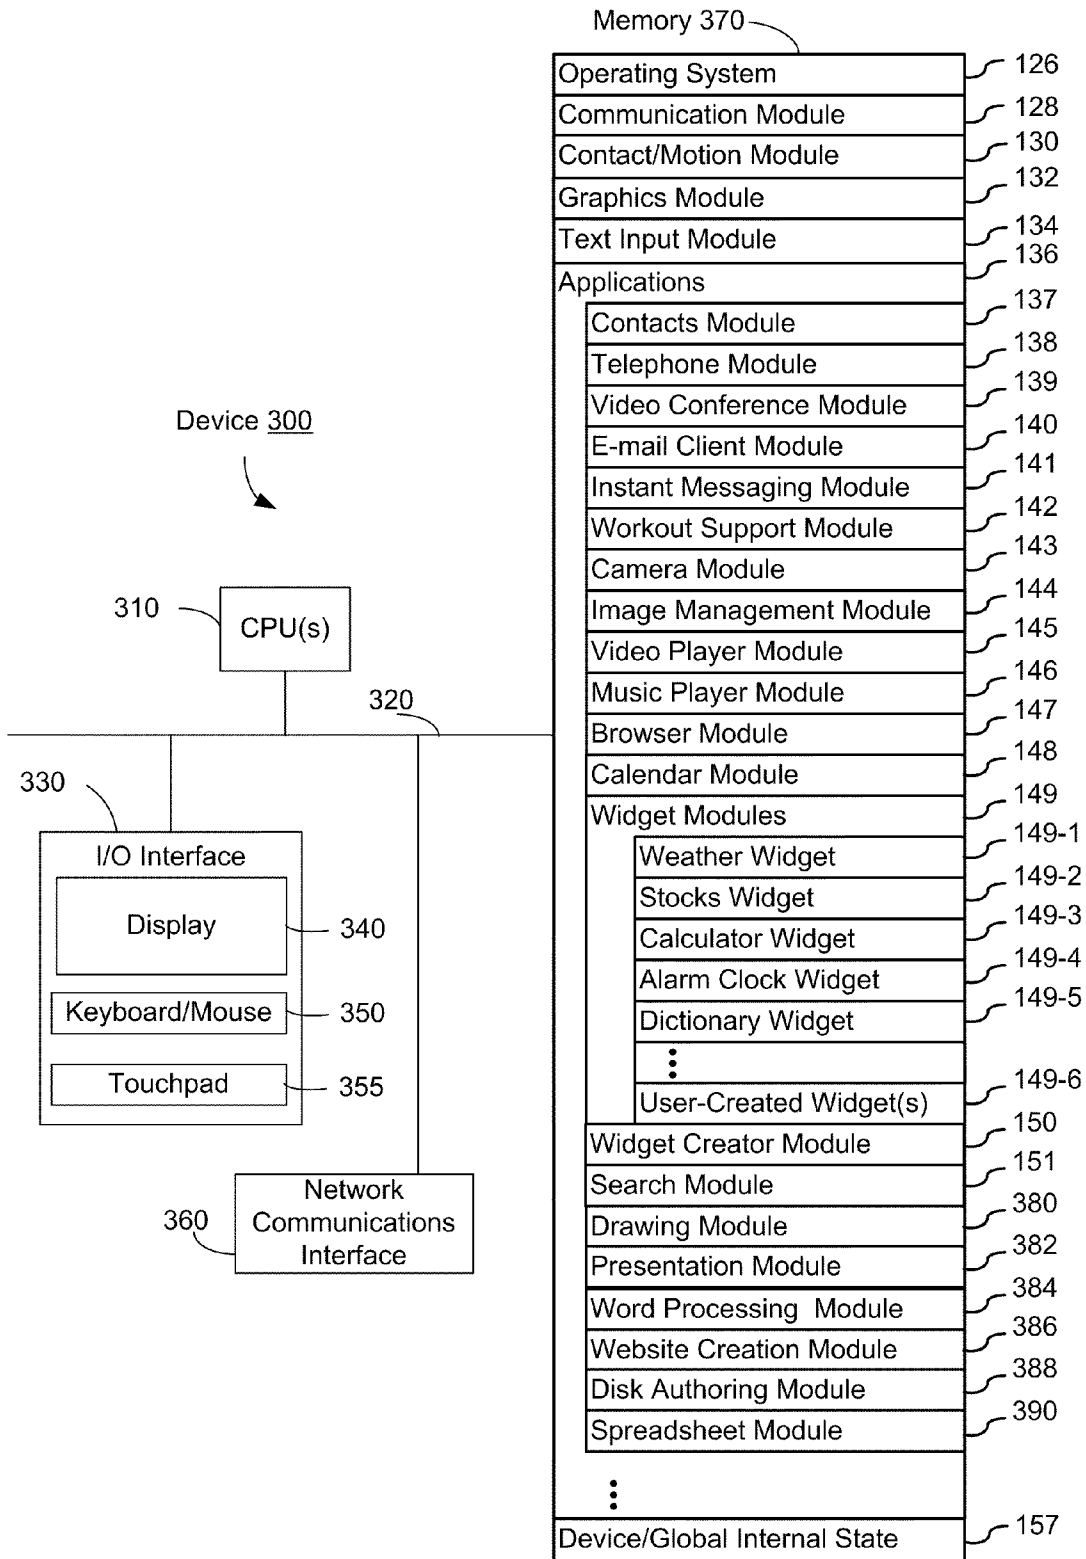 Memory 370
Operating System 126
Communication Module 128
Contact/Motion Module 130
Graphics Module 132
Text Input Module 134
Applications 136
Contacts Module 137
Telephone Module 138
Video Conference Module 139
E-mail Client Module 140
Instant Messaging Module 141
Workout Support Module 142
Camera Module 143
Image Management Module 144
Video Player Module 145
Music Player Module 146
Browser Module 147
Calendar Module 148
Widget Modules 149
Weather Widget 149-1
Stocks Widget 149-2
Calculator Widget 149-3
Alarm Clock Widget 149-4
Dictionary Widget 149-5
User-Created Widget(s) 149-6
Widget Creator Module 150
Search Module 151
Drawing Module 380
Presentation Module 382
Word Processing Module 384
Website Creation Module 386
Disk Authoring Module 388
Spreadsheet Module 390
Device/Global Internal State 157
Device 300
310
CPU(s)
320
330
I/O Interface
Display 340
Keyboard/Mouse 350
Touchpad 355
360
Network
Communications
Interface